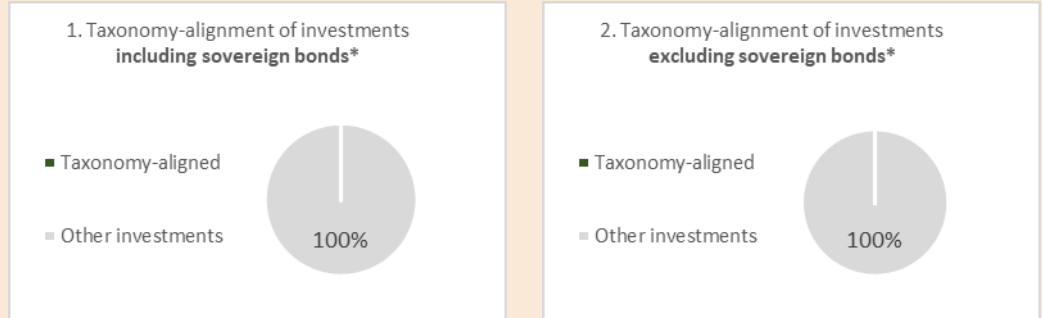 1. Taxonomy-alignment of investments
including sovereign bonds*
Taxonomy-aligned
Other investments
100%
2. Taxonomy-alignment of investments
excluding sovereign bonds*
Taxonomy-aligned
Other investments
100%